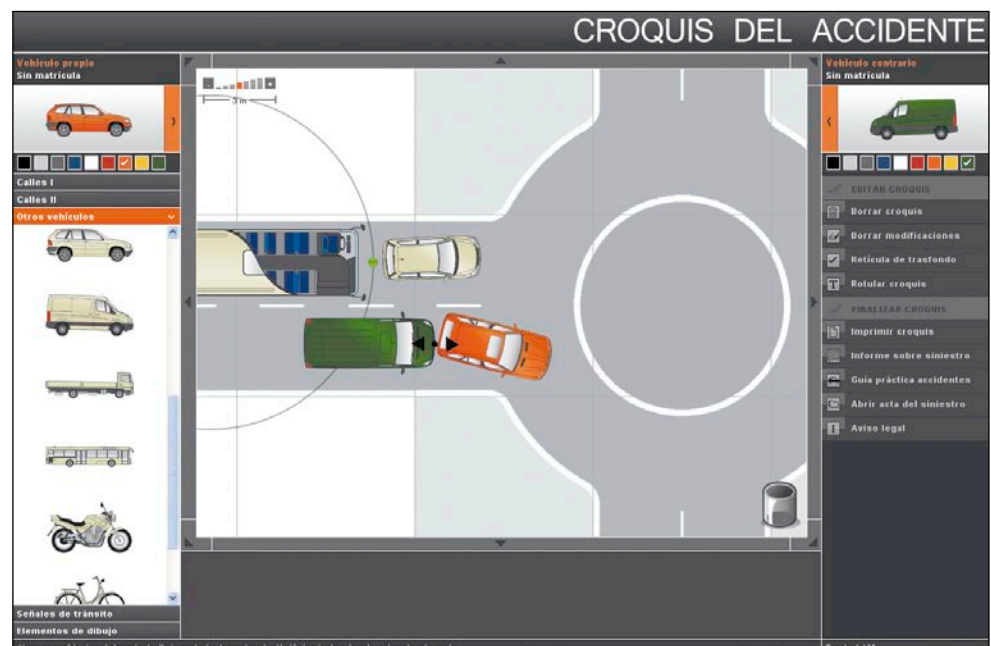 CROQUIS DEL ACCIDENTE
Vehículo propio
Sin matrícula
Calles I
Calles II
Otros vehículos
Señales de tránsito
Elementos de dibujo
3 m
Vehículo contrario
Sin matrícula
EDITAR CROQUIS
Borrar croquis
Borrar modificaciones
Retícula de trasfondo
Rotular croquis
FINALIZAR CROQUIS
Imprimir croquis
Informe sobre siniestro
Guía práctica accidentes
Abrir acta del siniestro
Aviso legal